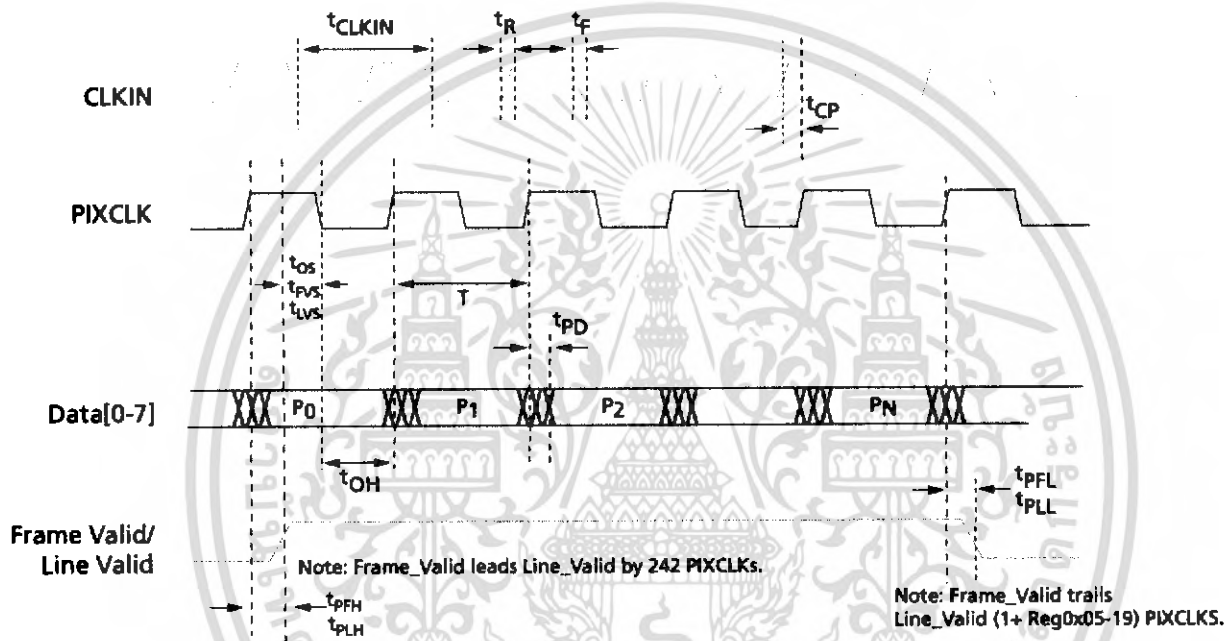 tCLKIN
tR
tF
CLKIN
tCP
PIXCLK
tOS
tFVS
tLVS
T
tPD
Data[0-7]
P0
P1
P2
PN
tOH
tPFL
tPLL
Frame Valid/
Line Valid
Note: Frame_Valid leads Line_Valid by 242 PIXCLKs.
tPFH
tPLH
Note: Frame_Valid trails
Line_Valid (1+ Reg0x05-19) PIXCLKS.